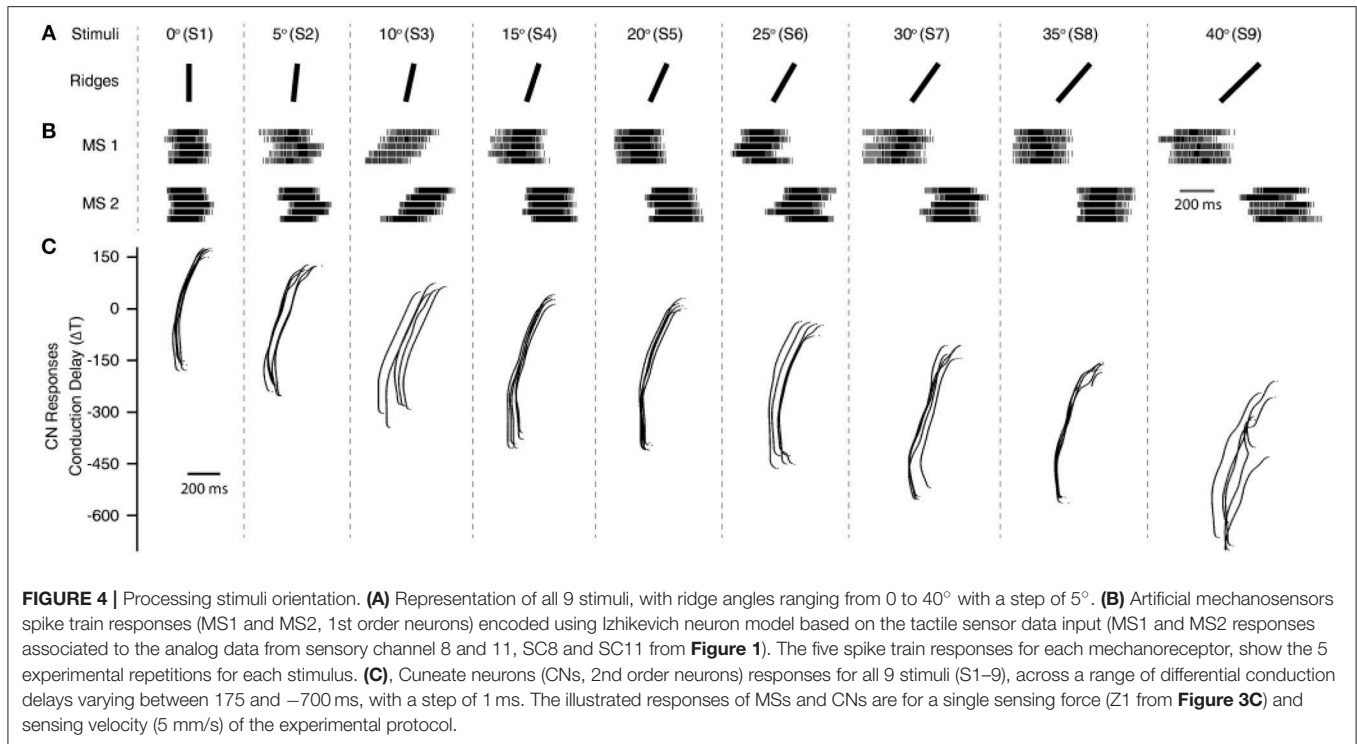 A Stimuli 0° (S1) 5° (S2) 10° (S3) 15° (S4) 20° (S5) 25° (S6) 30° (S7) 35° (S8) 40° (S9)
Ridges
B
MS 1
MS 2
200 ms
C
CN Responses
Conduction Delay (ΔT)
150
0
-150
-300
-450
-600
200 ms
FIGURE 4 | Processing stimuli orientation. (A) Representation of all 9 stimuli, with ridge angles ranging from 0 to 40° with a step of 5°. (B) Artificial mechanosensors
spike train responses (MS1 and MS2, 1st order neurons) encoded using Izhikevich neuron model based on the tactile sensor data input (MS1 and MS2 responses
associated to the analog data from sensory channel 8 and 11, SC8 and SC11 from Figure 1). The five spike train responses for each mechanoreceptor, show the 5
experimental repetitions for each stimulus. (C), Cuneate neurons (CNs, 2nd order neurons) responses for all 9 stimuli (S1–9), across a range of differential conduction
delays varying between 175 and −700 ms, with a step of 1 ms. The illustrated responses of MSs and CNs are for a single sensing force (Z1 from Figure 3C) and
sensing velocity (5 mm/s) of the experimental protocol.